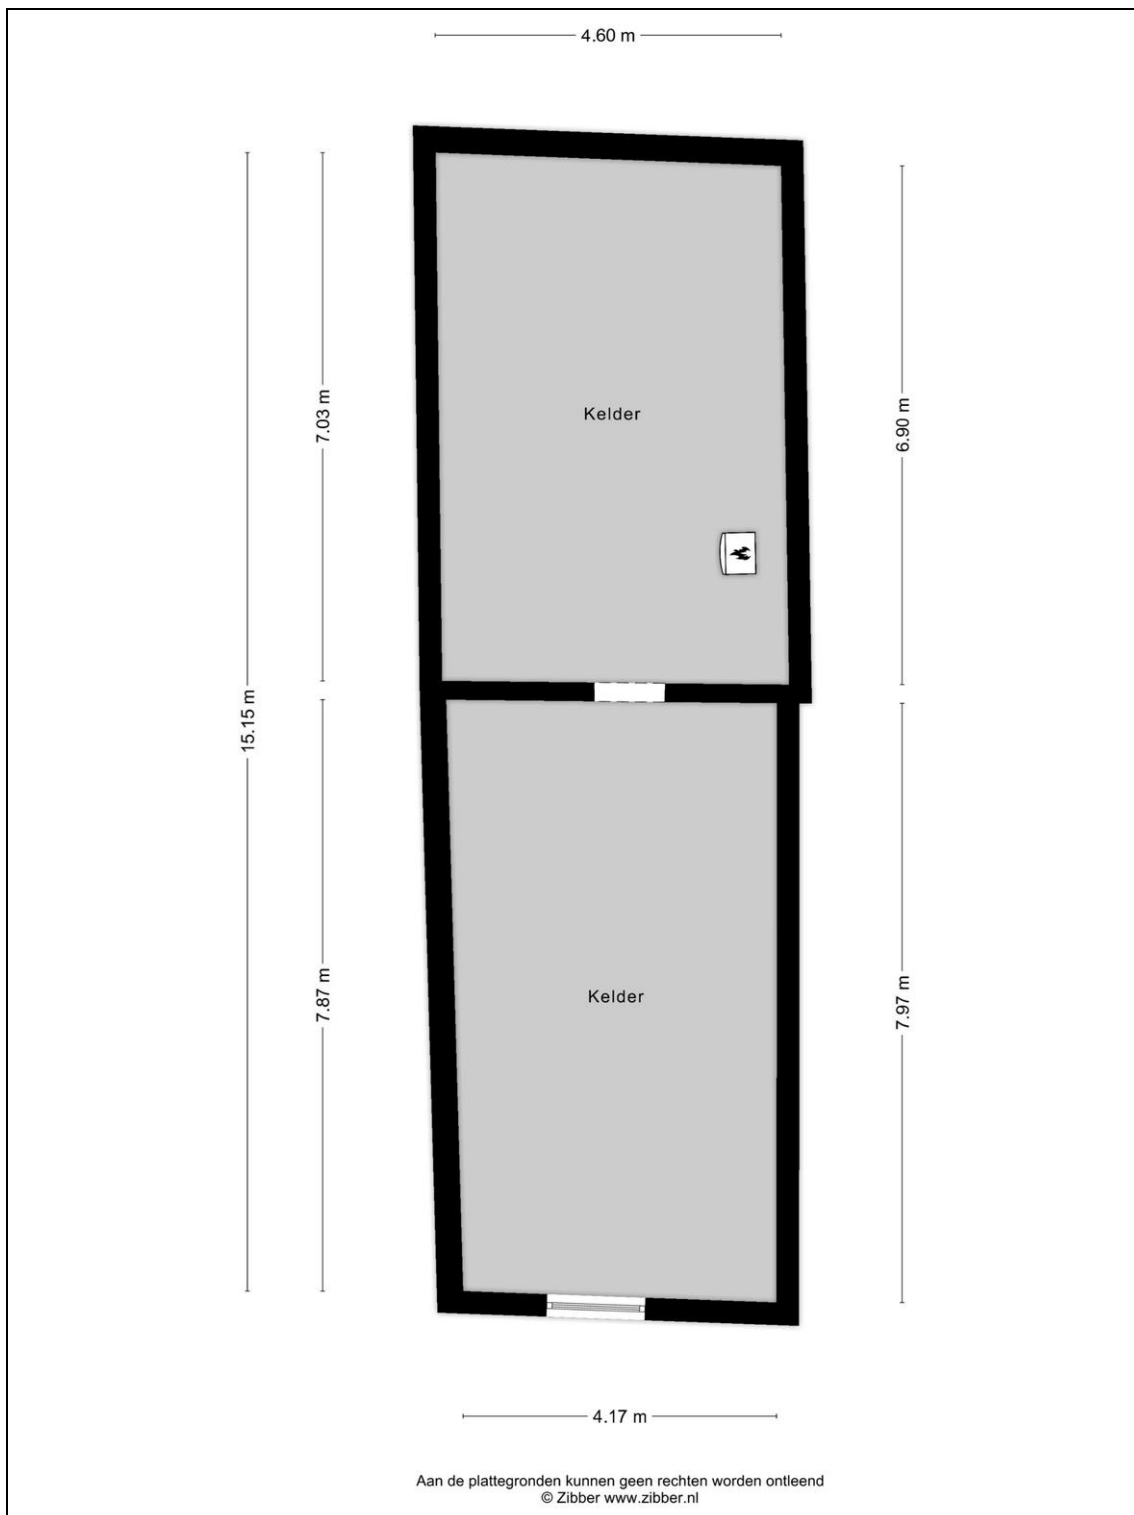 4.60 m
7.03 m
6.90 m
Kelder
15.15 m
7.87 m
7.97 m
Kelder
4.17 m
Aan de plattegronden kunnen geen rechten worden ontleend
© Zibber www.zibber.nl